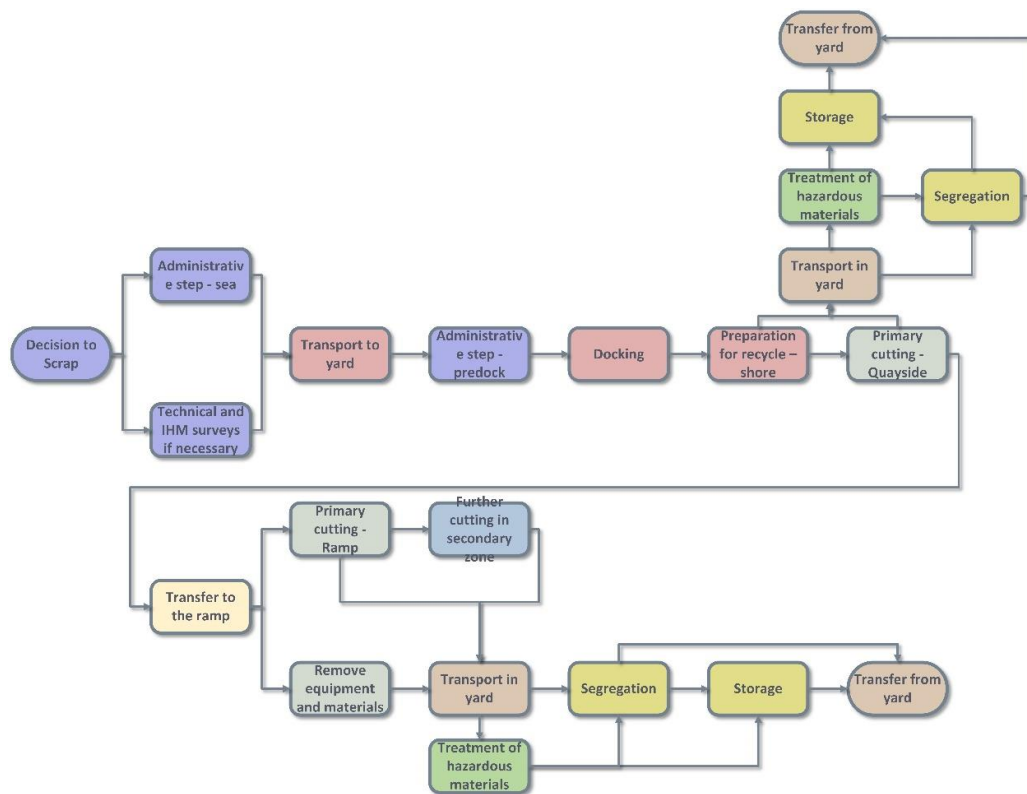 Transfer from
yard
Storage
Treatment of
hazardous
materials
Segregation
Transport in
yard
Administrativ
e step - sea
Decision to
Scrap
Technical and
IHM surveys
if necessary
Transport to
yard
Administrativ
e step -
predock
Docking
Preparation
for recycle –
shore
Primary
cutting -
Quayside
Primary
cutting -
Ramp
Further
cutting in
secondary
zone
Transfer to
the ramp
Remove
equipment
and materials
Transport in
yard
Segregation
Storage
Transfer from
yard
Treatment of
hazardous
materials